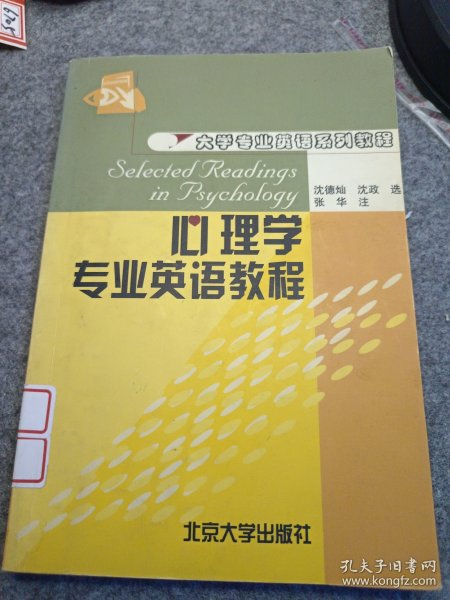 6705
大学专业英语系列教程
Selected Readings
in Psychology
沈德灿 沈政 选
张华 注
心理学
专业英语教程
北京大学出版社
孔夫子旧书网
www.kongfz.com